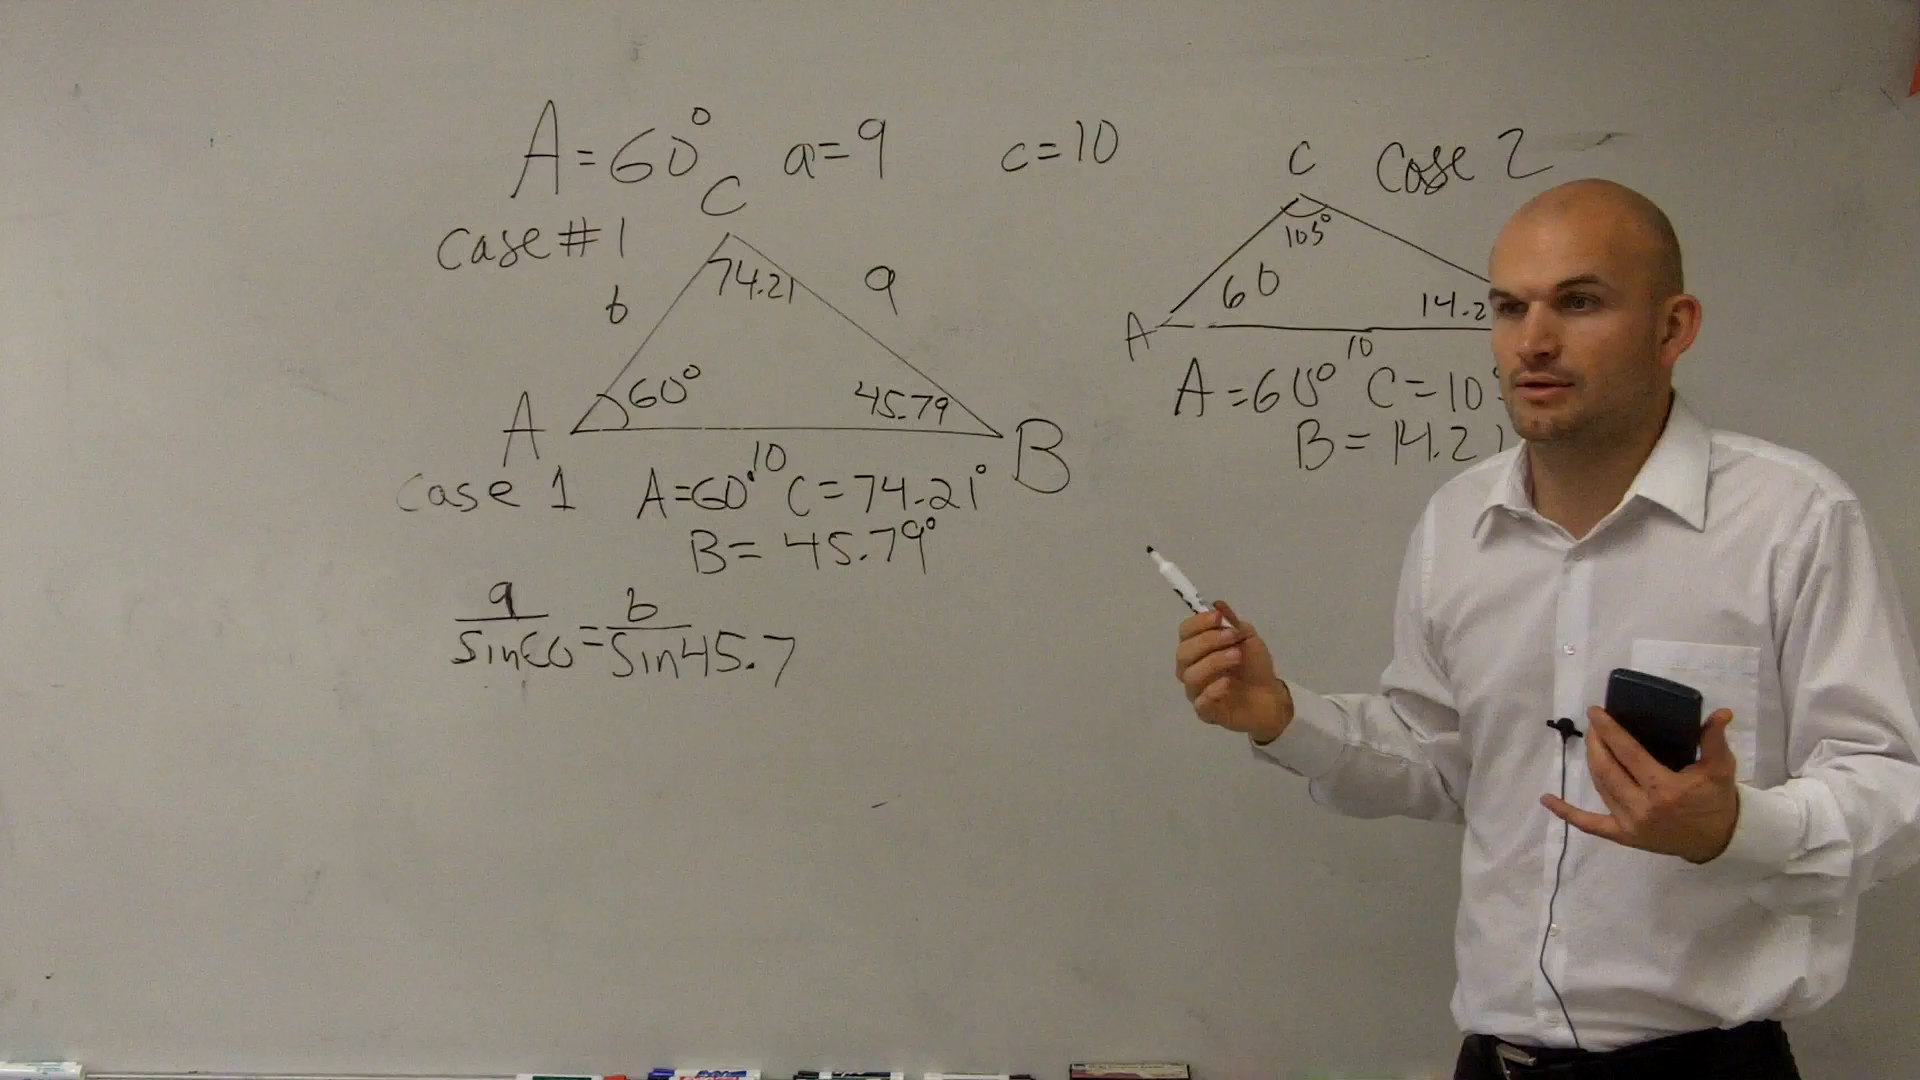 A=60° a=9 c=10
C
case #1
b
74.21
9
A
60°
45.79
B
10
case 1 A=60° C=74.21°
B= 45.79°
9/sin60 = b/sin45.7
C case 2
105°
60
14.2
A
10
A=60° C=10
B=14.21